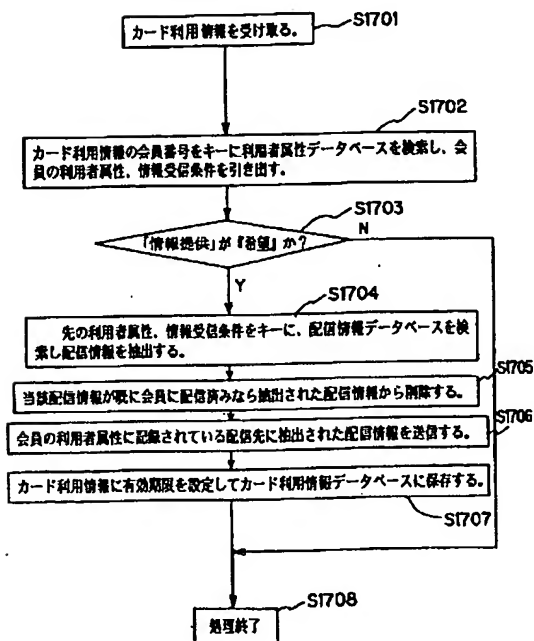 S1701
カード利用情報を受け取る。
S1702
カード利用情報の会員番号をキーに利用者属性データベースを検索し、会
員の利用者属性、情報受信条件を引き出す。
S1703
「情報提供」が『希望』か?
N
Y
S1704
先の利用者属性、情報受信条件をキーに、配信情報データベースを検
索し配信情報を抽出する。
S1705
当該配信情報が既に会員に配信済みなら抽出された配信情報から削除する。
S1706
会員の利用者属性に記録されている配信先に抽出された配信情報を送信する。
カード利用情報に有効期限を設定してカード利用情報データベースに保存する。
S1707
S1708
処理終了